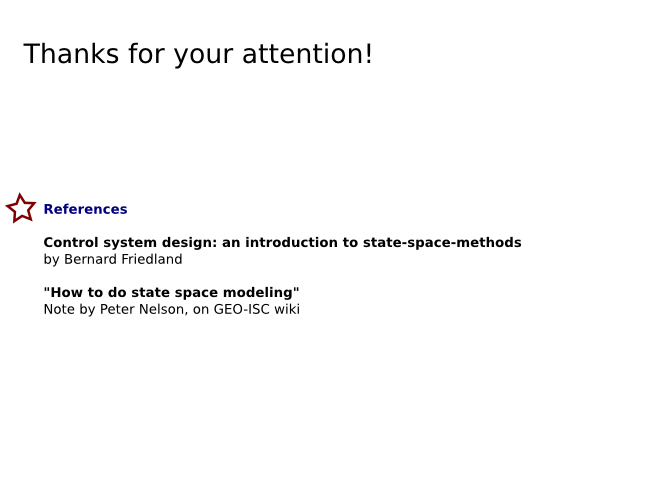 Thanks for your attention!
References
Control system design: an introduction to state-space-methods
by Bernard Friedland
"How to do state space modeling"
Note by Peter Nelson, on GEO-ISC wiki